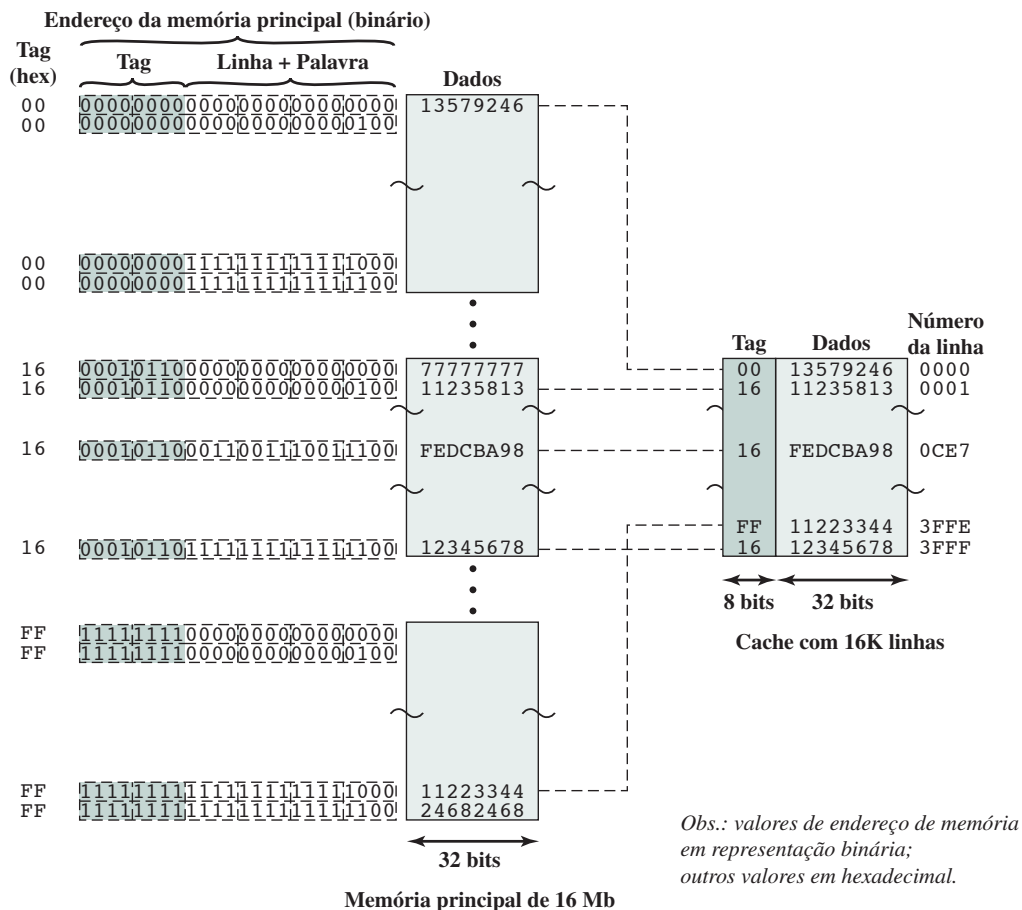 Endereço da memória principal (binário)
Tag
(hex)
Tag
Linha + Palavra
Dados
00
000000000000000000000000
13579246
00
000000000000000000000100
00
000000001111111111111000
00
000000001111111111111100
16
000101100000000000000000
77777777
16
000101100000000000000100
11235813
16
000101100011001110011100
FEDCBA98
16
000101101111111111111100
12345678
FF
111111110000000000000000
FF
111111110000000000000100
FF
111111111111111111111000
11223344
FF
111111111111111111111100
24682468
32 bits
Memória principal de 16 Mb
Tag
Dados
Número
da linha
00
13579246
0000
16
11235813
0001
16
FEDCBA98
0CE7
FF
11223344
3FFE
16
12345678
3FFF
8 bits
32 bits
Cache com 16K linhas
Obs.: valores de endereço de memória
em representação binária;
outros valores em hexadecimal.